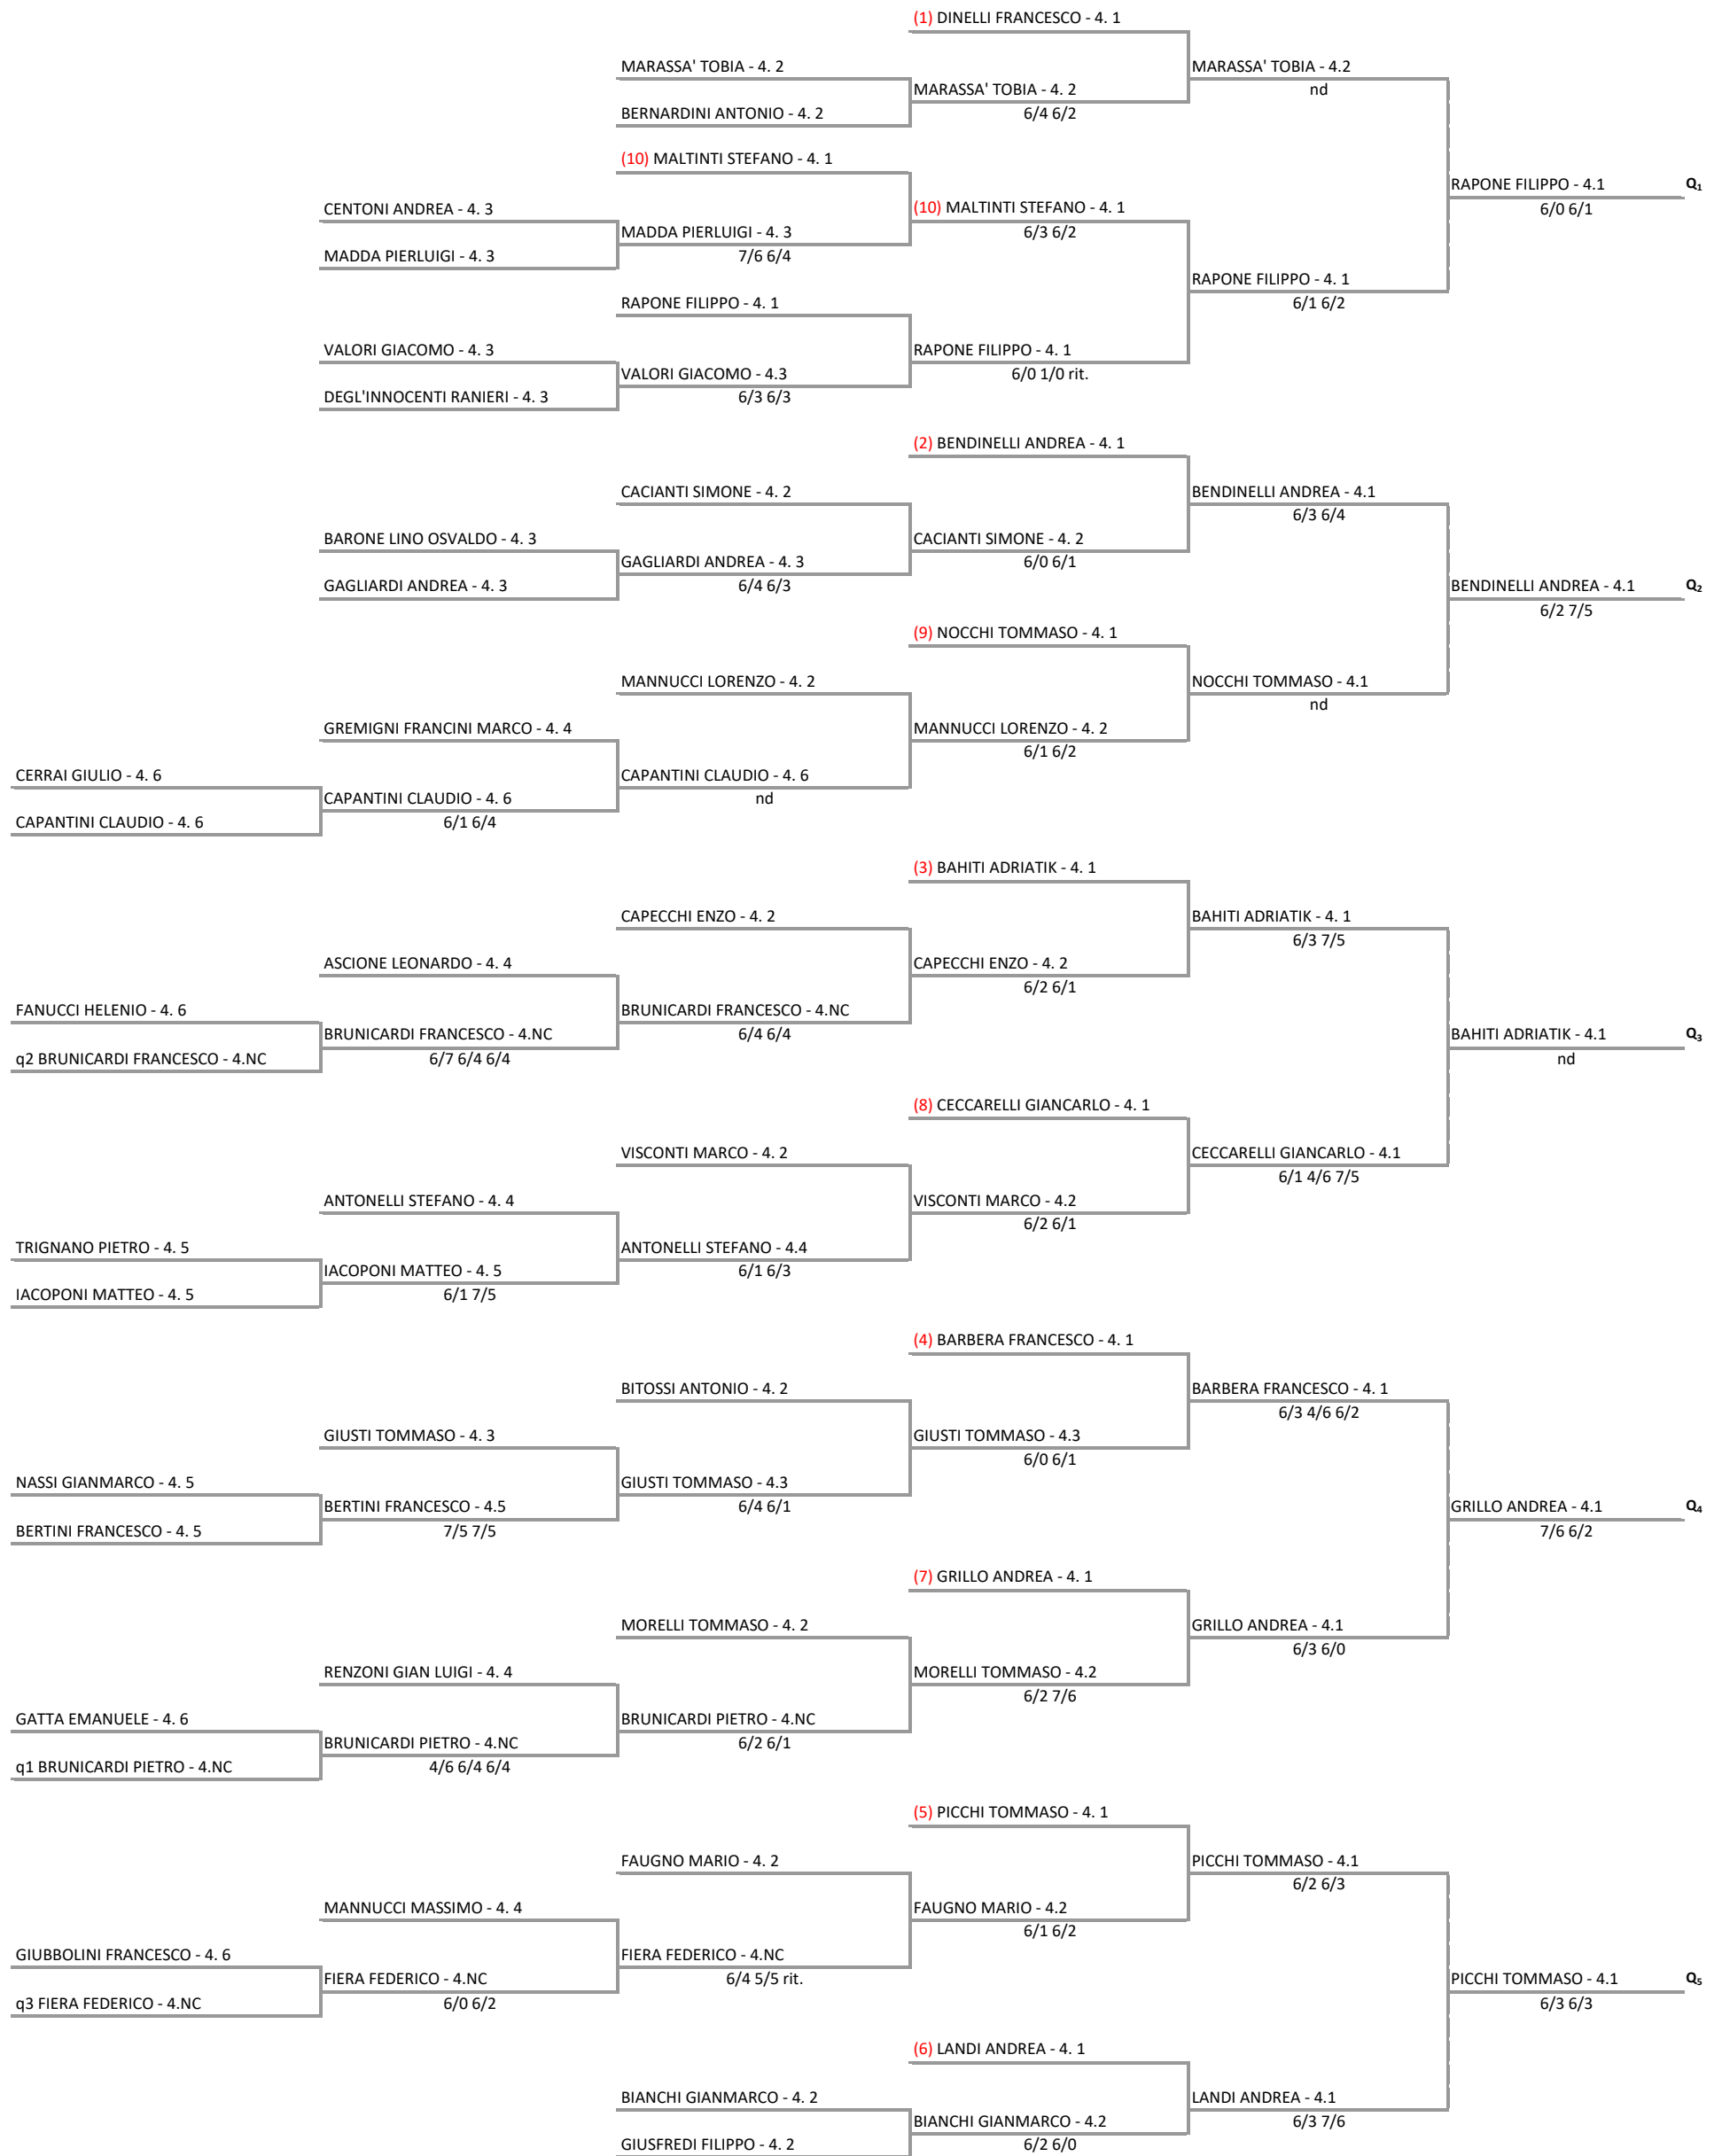 (1) DINELLI FRANCESCO - 4. 1
MARASSA' TOBIA - 4. 2
MARASSA' TOBIA - 4.2
nd
MARASSA' TOBIA - 4. 2
6/4 6/2
BERNARDINI ANTONIO - 4. 2
(10) MALTINTI STEFANO - 4. 1
RAPONE FILIPPO - 4.1
Q₁
6/0 6/1
CENTONI ANDREA - 4. 3
(10) MALTINTI STEFANO - 4. 1
6/3 6/2
MADDA PIERLUIGI - 4. 3
7/6 6/4
MADDA PIERLUIGI - 4. 3
RAPONE FILIPPO - 4. 1
6/1 6/2
RAPONE FILIPPO - 4. 1
VALORI GIACOMO - 4. 3
RAPONE FILIPPO - 4. 1
6/0 1/0 rit.
VALORI GIACOMO - 4.3
6/3 6/3
DEGL'INNOCENTI RANIERI - 4. 3
(2) BENDINELLI ANDREA - 4. 1
CACIANTI SIMONE - 4. 2
BENDINELLI ANDREA - 4.1
6/3 6/4
BARONE LINO OSVALDO - 4. 3
CACIANTI SIMONE - 4. 2
6/0 6/1
GAGLIARDI ANDREA - 4. 3
6/4 6/3
GAGLIARDI ANDREA - 4. 3
BENDINELLI ANDREA - 4.1
Q₂
6/2 7/5
(9) NOCCHI TOMMASO - 4. 1
MANNUCCI LORENZO - 4. 2
NOCCHI TOMMASO - 4.1
nd
GREMIGNI FRANCINI MARCO - 4. 4
MANNUCCI LORENZO - 4. 2
6/1 6/2
CERRAI GIULIO - 4. 6
CAPANTINI CLAUDIO - 4. 6
nd
CAPANTINI CLAUDIO - 4. 6
6/1 6/4
CAPANTINI CLAUDIO - 4. 6
(3) BAHITI ADRIATIK - 4. 1
CAPECCHI ENZO - 4. 2
BAHITI ADRIATIK - 4. 1
6/3 7/5
ASCIONE LEONARDO - 4. 4
CAPECCHI ENZO - 4. 2
6/2 6/1
FANUCCI HELENIO - 4. 6
BRUNICARDI FRANCESCO - 4.NC
6/4 6/4
BRUNICARDI FRANCESCO - 4.NC
6/7 6/4 6/4
BAHITI ADRIATIK - 4.1
Q₃
nd
q2 BRUNICARDI FRANCESCO - 4.NC
(8) CECCARELLI GIANCARLO - 4. 1
VISCONTI MARCO - 4. 2
CECCARELLI GIANCARLO - 4.1
6/1 4/6 7/5
ANTONELLI STEFANO - 4. 4
VISCONTI MARCO - 4.2
6/2 6/1
TRIGNANO PIETRO - 4. 5
ANTONELLI STEFANO - 4.4
6/1 6/3
IACOPONI MATTEO - 4. 5
6/1 7/5
IACOPONI MATTEO - 4. 5
(4) BARBERA FRANCESCO - 4. 1
BITOSSI ANTONIO - 4. 2
BARBERA FRANCESCO - 4. 1
6/3 4/6 6/2
GIUSTI TOMMASO - 4. 3
GIUSTI TOMMASO - 4.3
6/0 6/1
NASSI GIANMARCO - 4. 5
GIUSTI TOMMASO - 4.3
6/4 6/1
BERTINI FRANCESCO - 4.5
7/5 7/5
GRILLO ANDREA - 4.1
Q₄
7/6 6/2
BERTINI FRANCESCO - 4. 5
(7) GRILLO ANDREA - 4. 1
MORELLI TOMMASO - 4. 2
GRILLO ANDREA - 4.1
6/3 6/0
RENZONI GIAN LUIGI - 4. 4
MORELLI TOMMASO - 4.2
6/2 7/6
GATTA EMANUELE - 4. 6
BRUNICARDI PIETRO - 4.NC
6/2 6/1
BRUNICARDI PIETRO - 4.NC
4/6 6/4 6/4
q1 BRUNICARDI PIETRO - 4.NC
(5) PICCHI TOMMASO - 4. 1
FAUGNO MARIO - 4. 2
PICCHI TOMMASO - 4.1
6/2 6/3
MANNUCCI MASSIMO - 4. 4
FAUGNO MARIO - 4.2
6/1 6/2
GIUBBOLINI FRANCESCO - 4. 6
FIERA FEDERICO - 4.NC
6/4 5/5 rit.
FIERA FEDERICO - 4.NC
6/0 6/2
PICCHI TOMMASO - 4.1
Q₅
6/3 6/3
q3 FIERA FEDERICO - 4.NC
(6) LANDI ANDREA - 4. 1
BIANCHI GIANMARCO - 4. 2
LANDI ANDREA - 4.1
6/3 7/6
BIANCHI GIANMARCO - 4.2
6/2 6/0
GIUSFREDI FILIPPO - 4. 2